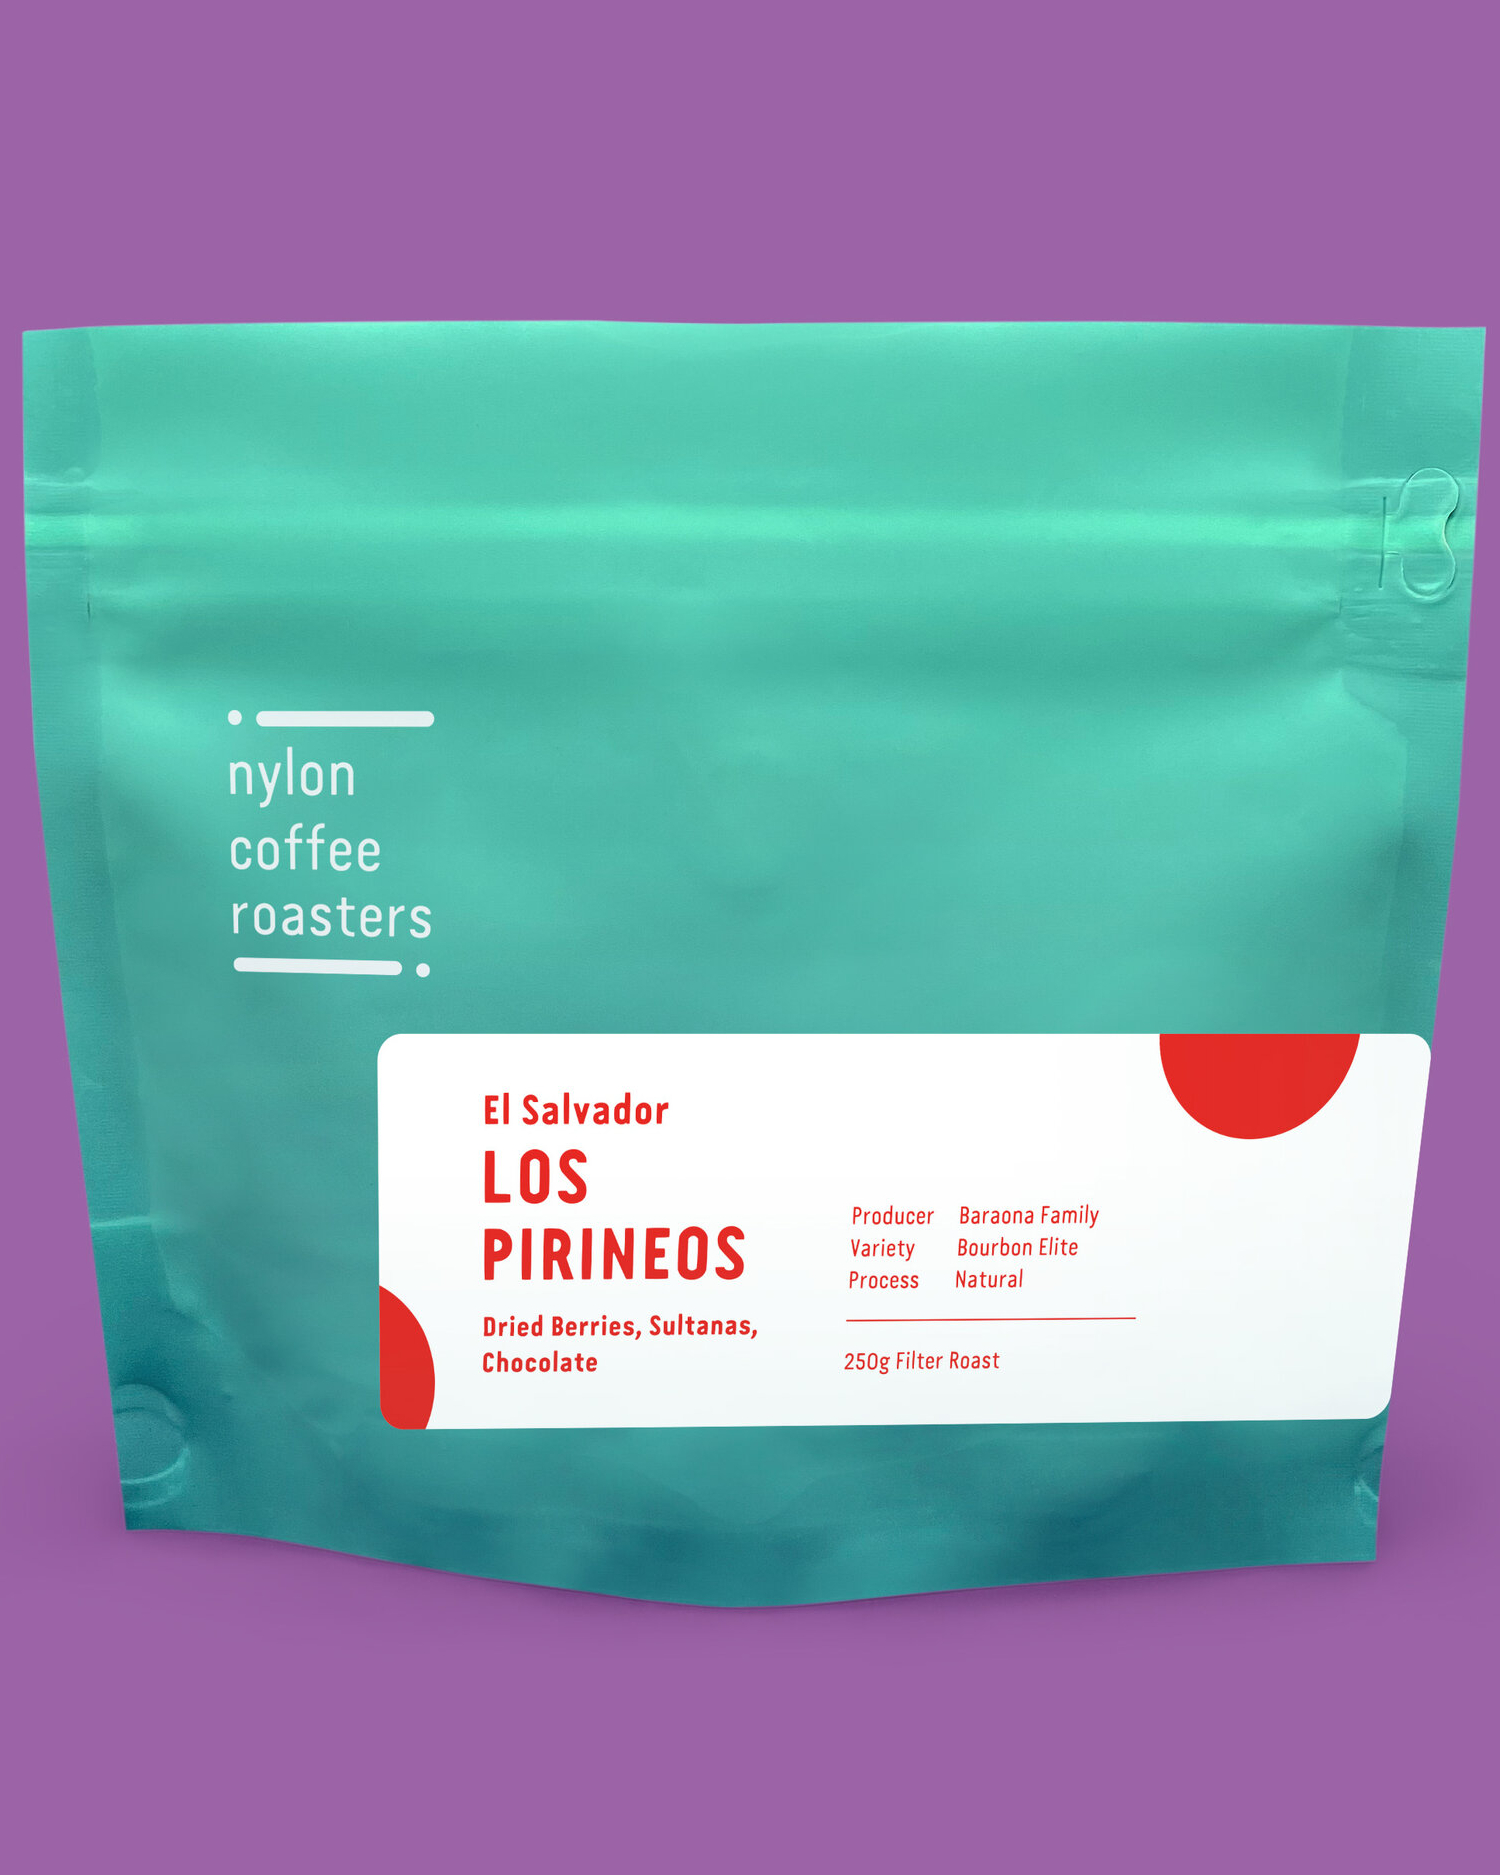 nylon
coffee
roasters
El Salvador
LOS
PIRINEOS
Dried Berries, Sultanas,
Chocolate
Producer Baraona Family
Variety Bourbon Elite
Process Natural
250g Filter Roast